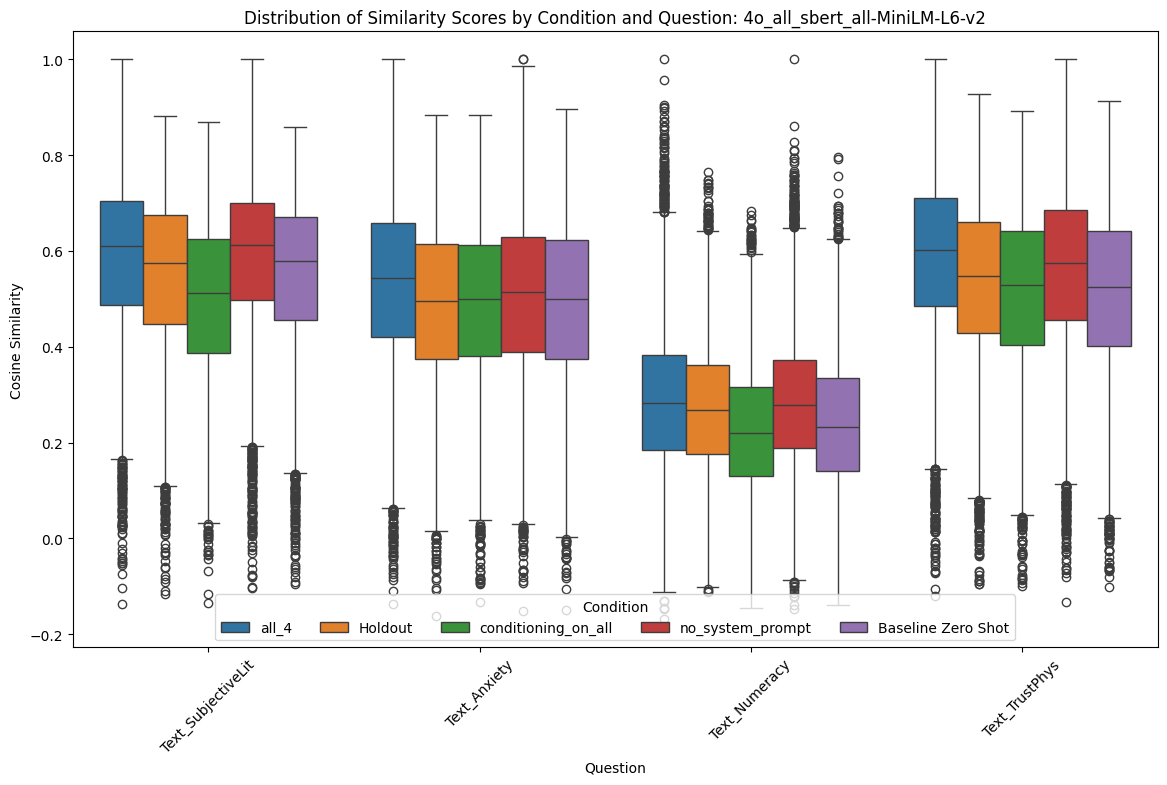 Distribution of Similarity Scores by Condition and Question: 4o_all_sbert_all-MiniLM-L6-v2
Cosine Similarity
1.0
0.8
0.6
0.4
0.2
0.0
−0.2
Condition
all_4
Holdout
conditioning_on_all
no_system_prompt
Baseline Zero Shot
Text_SubjectiveLit
Text_Anxiety
Text_Numeracy
Text_TrustPhys
Question